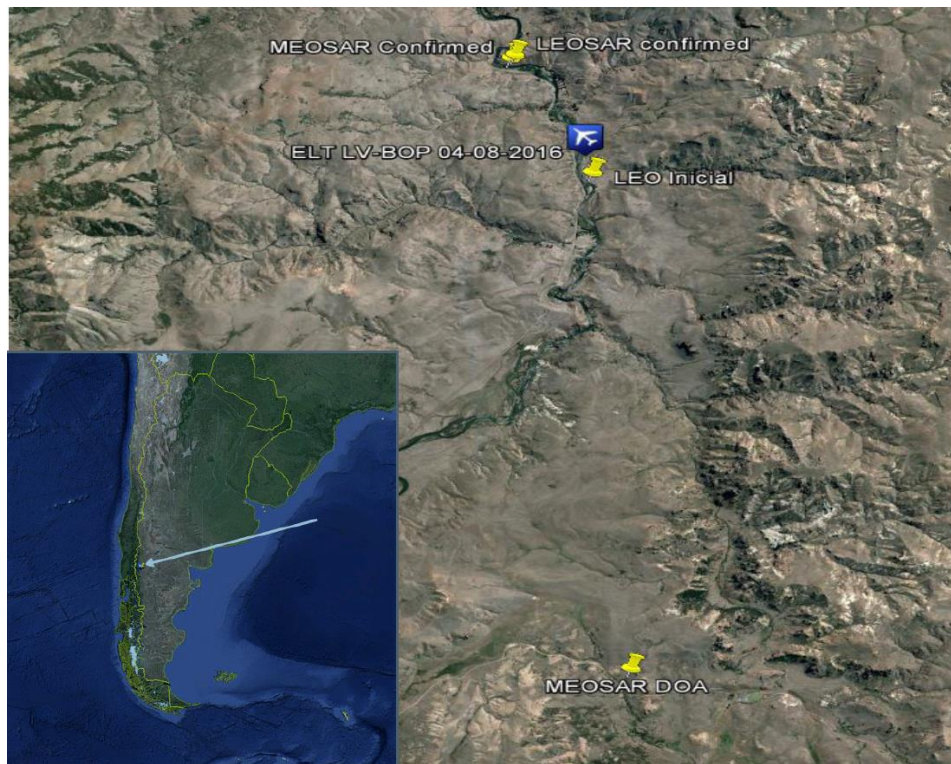 MEOSAR Confirmed
LEOSAR confirmed
ELT LV-BOP 04-08-2016
LEO Inicial
MEOSAR DOA